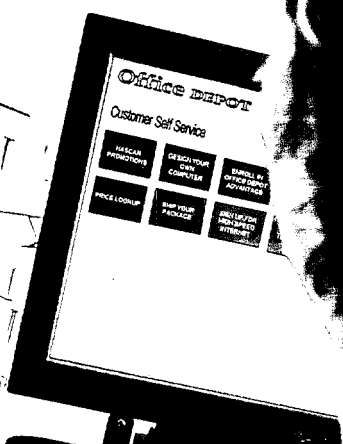 Office DEPOT
Customer Self Service
NASCAR
PROMOTIONS
DESIGN YOUR
OWN
COMPUTER
ENROLL IN
OFFICE DEPOT
ADVANTAGE
PRICE LOOKUP
SHIP YOUR
PACKAGE
SIGN UP FOR
HIGH SPEED
INTERNET